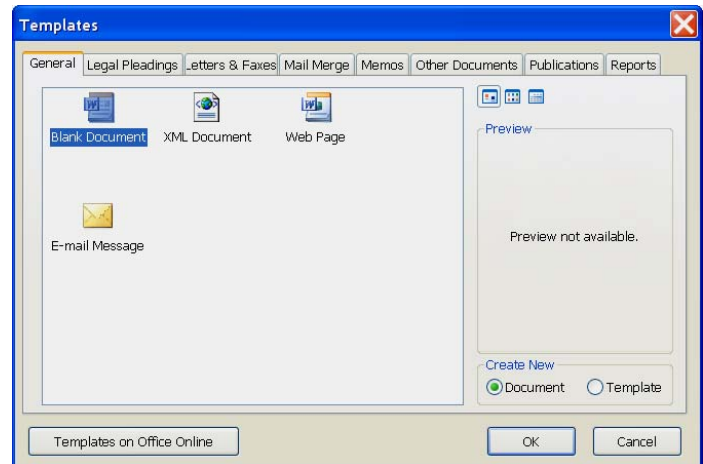 Templates
General Legal Pleadings Letters & Faxes Mail Merge Memos Other Documents Publications Reports
Blank Document XML Document Web Page
E-mail Message
Preview
Preview not available.
Create New
Document Template
Templates on Office Online OK Cancel